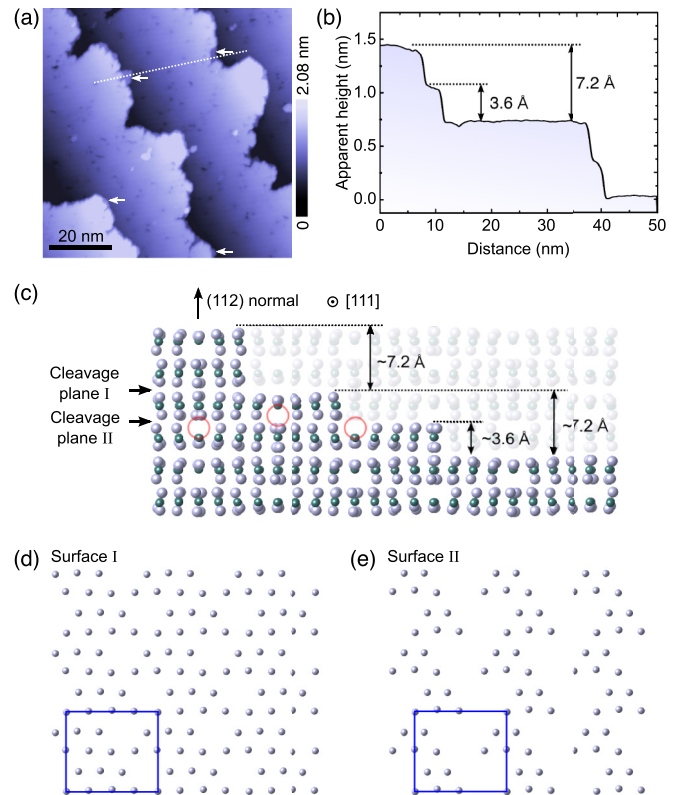 (a)
2.08 nm
0
20 nm
(b)
Apparent height (nm)
1.5
1.0
0.5
0.0
7.2 Å
3.6 Å
0 10 20 30 40 50
Distance (nm)
(c)
(112) normal ⊙ [111]
~7.2 Å
Cleavage
plane I
Cleavage
plane II
~3.6 Å
~7.2 Å
(d) Surface I
(e) Surface II